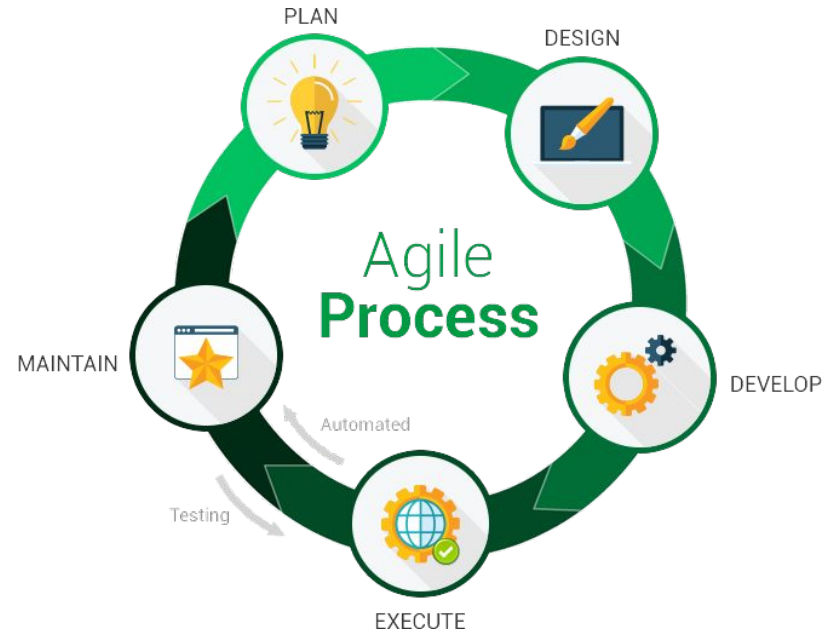 PLAN
DESIGN
Agile
Process
MAINTAIN
DEVELOP
Automated
Testing
EXECUTE